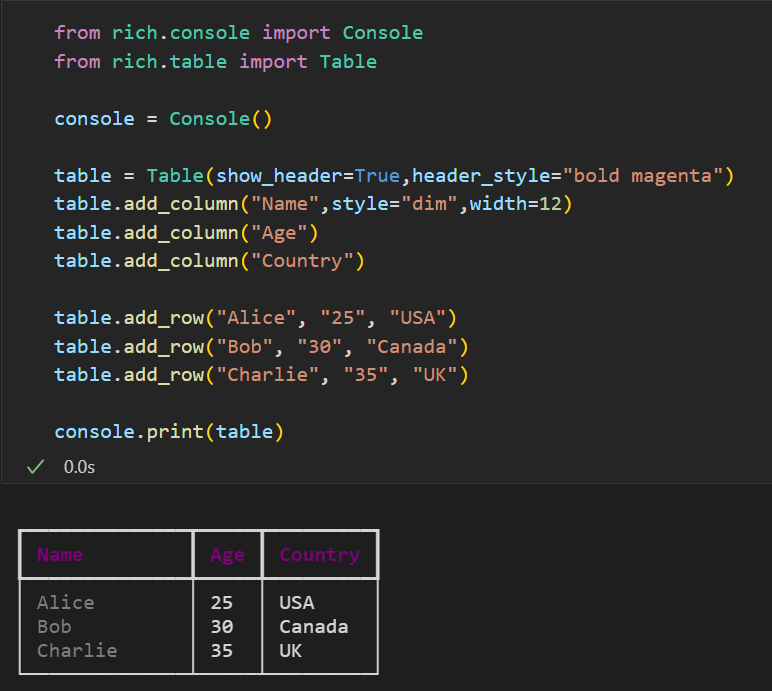 from rich.console import Console
from rich.table import Table
console = Console()
table = Table(show_header=True,header_style="bold magenta")
table.add_column("Name",style="dim",width=12)
table.add_column("Age")
table.add_column("Country")
table.add_row("Alice", "25", "USA")
table.add_row("Bob", "30", "Canada")
table.add_row("Charlie", "35", "UK")
console.print(table)
0.0s
Name Age Country
Alice 25 USA
Bob 30 Canada
Charlie 35 UK